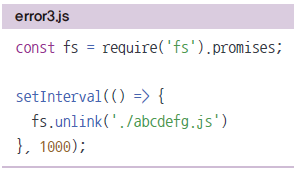 error3.js
const fs = require('fs').promises;
setInterval(() => {
  fs.unlink('./abcdefg.js')
}, 1000);